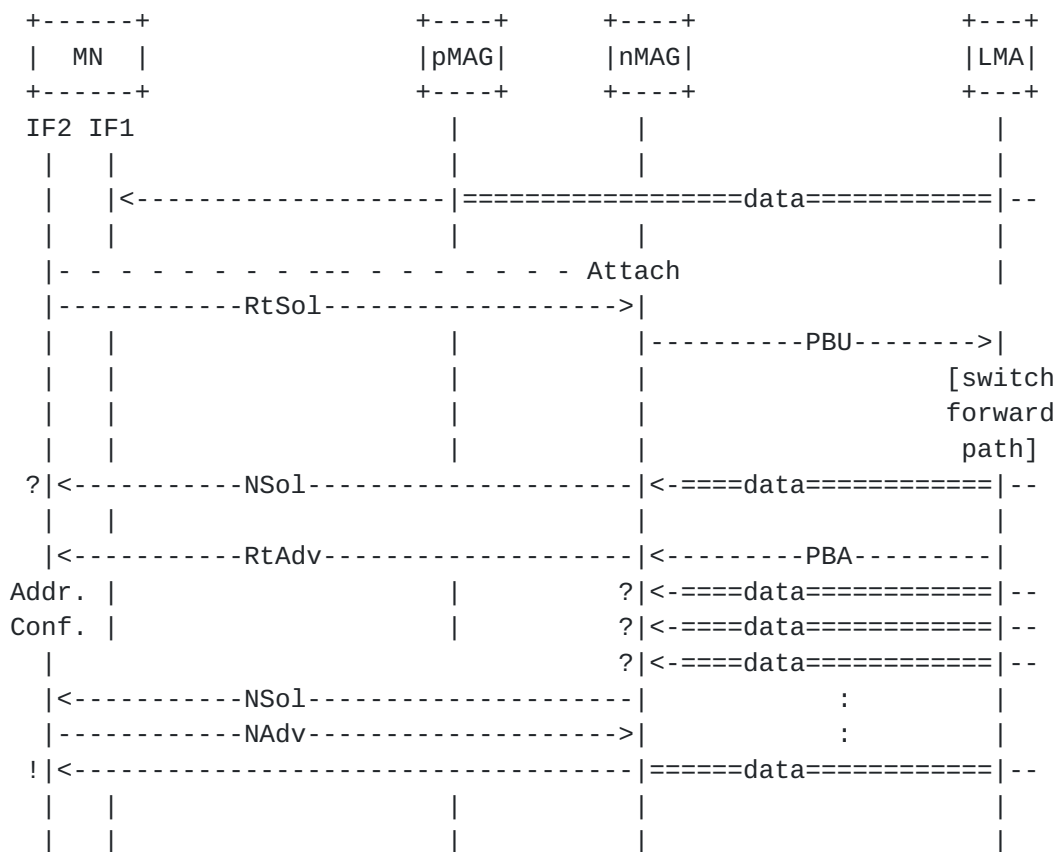 +------+                   +----+      +----+                 +---+
|  MN  |                   |pMAG|      |nMAG|                 |LMA|
+------+                   +----+      +----+                 +---+
IF2 IF1                      |           |                      |
 |   |                       |           |                      |
 |   |<--------------------|==================data============|--
 |   |                       |           |                      |
 |- - - - - - - - --- - - - - - - - Attach                      |
 |------------RtSol------------------->|
 |   |                       |           |----------PBU-------->|
 |   |                       |           |                   [switch
 |   |                       |           |                   forward
 |   |                       |           |                    path]
?|<-----------NSol---------------------|<-====data============|--
 |   |                                   |                      |
 |<-----------RtAdv--------------------|<---------PBA---------|
Addr. |                      |          ?|<-====data============|--
Conf. |                      |          ?|<-====data============|--
 |                                      ?|<-====data============|--
 |<-----------NSol---------------------|            :           |
 |------------NAdv-------------------->|            :           |
!|<------------------------------------|======data============|--
 |   |                       |           |                      |
 |   |                       |           |                      |